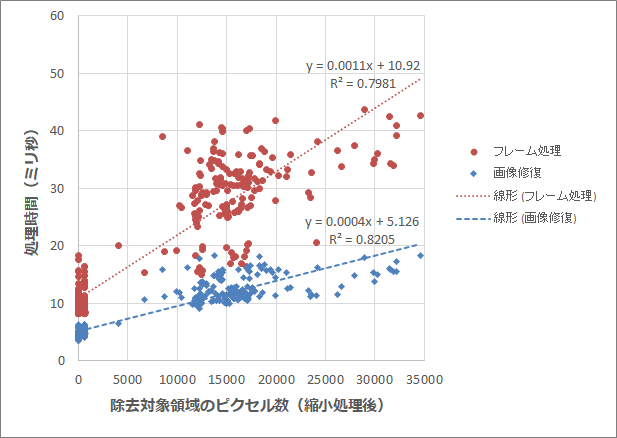 60
50
40
30
20
10
0
処理時間（ミリ秒）
y = 0.0011x + 10.92
R² = 0.7981
y = 0.0004x + 5.126
R² = 0.8205
0 5000 10000 15000 20000 25000 30000 35000
除去対象領域のピクセル数（縮小処理後）
フレーム処理
画像修復
線形 (フレーム処理)
線形 (画像修復)